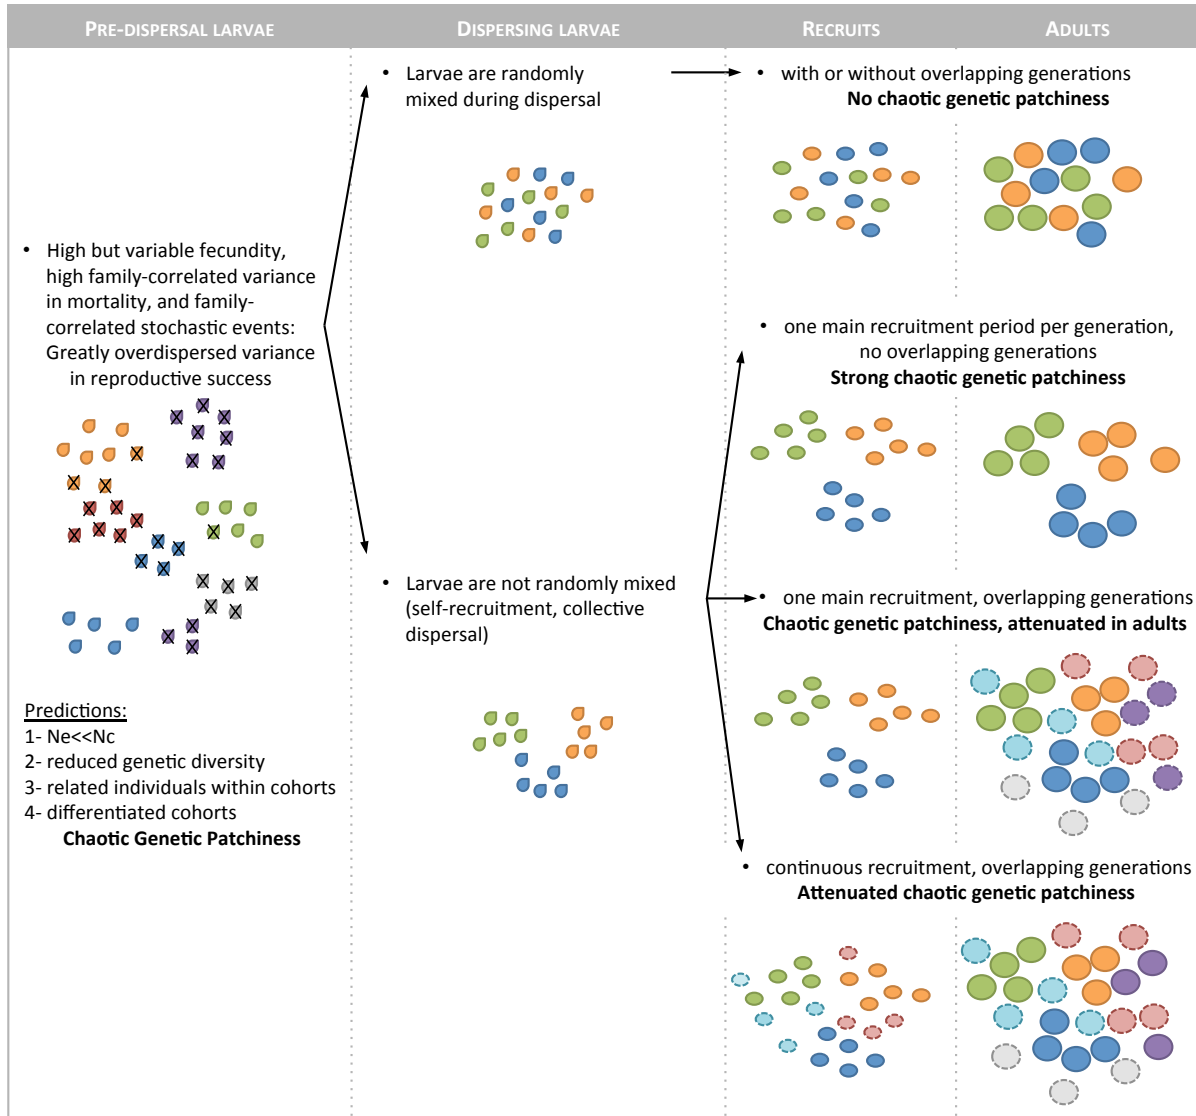 PRE-DISPERSAL LARVAE
DISPERSING LARVAE
RECRUITS
ADULTS
• High but variable fecundity,
high family-correlated variance
in mortality, and family-
correlated stochastic events:
Greatly overdispersed variance
in reproductive success
Predictions:
1- Ne<<Nc
2- reduced genetic diversity
3- related individuals within cohorts
4- differentiated cohorts
Chaotic Genetic Patchiness
• Larvae are randomly
mixed during dispersal
• Larvae are not randomly mixed
(self-recruitment, collective
dispersal)
• with or without overlapping generations
No chaotic genetic patchiness
• one main recruitment period per generation,
no overlapping generations
Strong chaotic genetic patchiness
• one main recruitment, overlapping generations
Chaotic genetic patchiness, attenuated in adults
• continuous recruitment, overlapping generations
Attenuated chaotic genetic patchiness